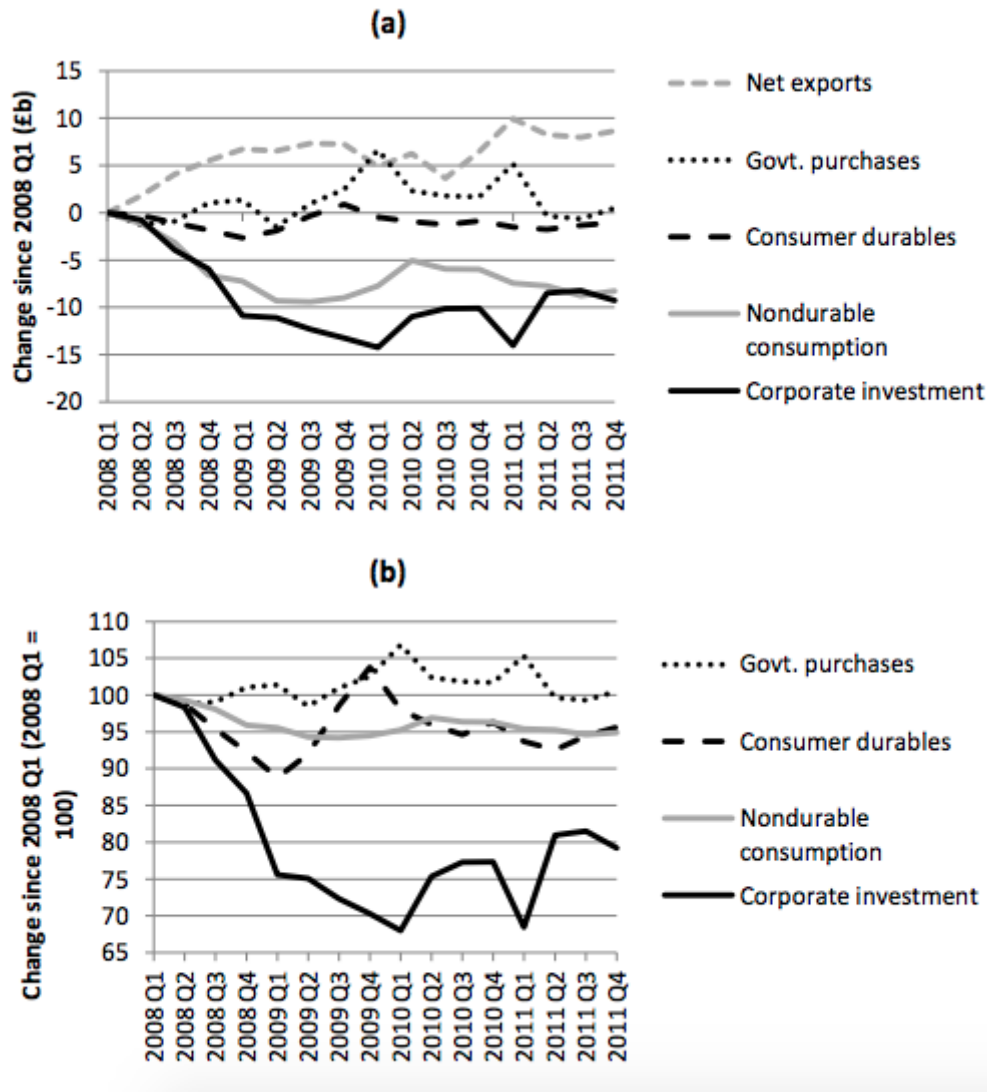 (a)
Change since 2008 Q1 (£b)
15
10
5
0
-5
-10
-15
-20
2008 Q1
2008 Q2
2008 Q3
2008 Q4
2009 Q1
2009 Q2
2009 Q3
2009 Q4
2010 Q1
2010 Q2
2010 Q3
2010 Q4
2011 Q1
2011 Q2
2011 Q3
2011 Q4
Net exports
Govt. purchases
Consumer durables
Nondurable
consumption
Corporate investment
(b)
Change since 2008 Q1 (2008 Q1 =
100)
110
105
100
95
90
85
80
75
70
65
2008 Q1
2008 Q2
2008 Q3
2008 Q4
2009 Q1
2009 Q2
2009 Q3
2009 Q4
2010 Q1
2010 Q2
2010 Q3
2010 Q4
2011 Q1
2011 Q2
2011 Q3
2011 Q4
Govt. purchases
Consumer durables
Nondurable
consumption
Corporate investment